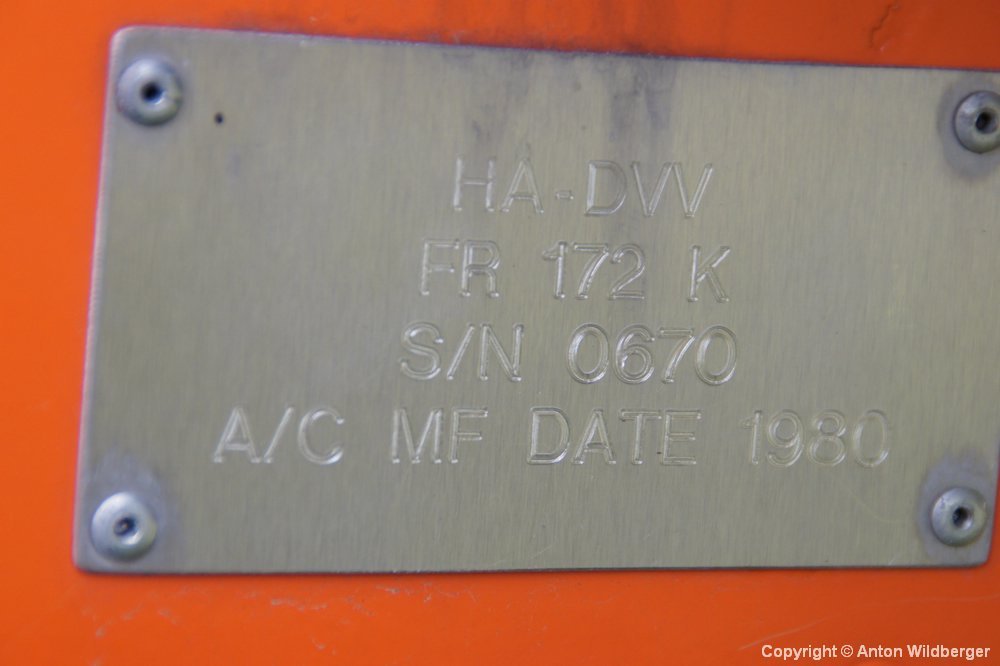 HA-DVV
FR 172 K
S/N 0670
A/C MF DATE 1980
Copyright © Anton Wildberger